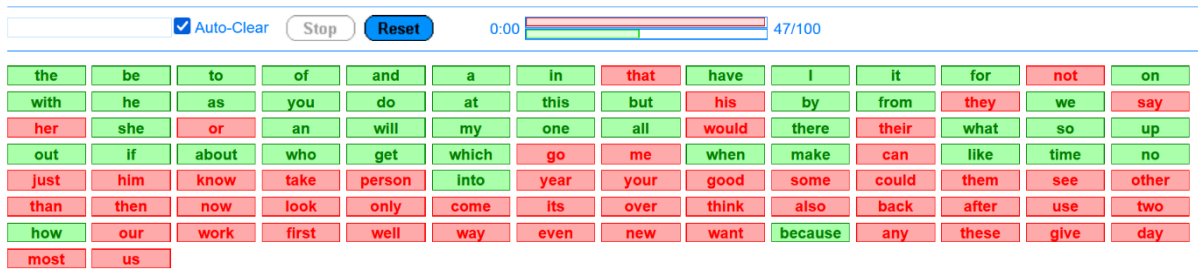 Auto-Clear Stop Reset 0:00 47/100
the be to of and a in that have I it for not on
with he as you do at this but his by from they we say
her she or an will my one all would there their what so up
out if about who get which go me when make can like time no
just him know take person into year your good some could them see other
than then now look only come its over think also back after use two
how our work first well way even new want because any these give day
most us